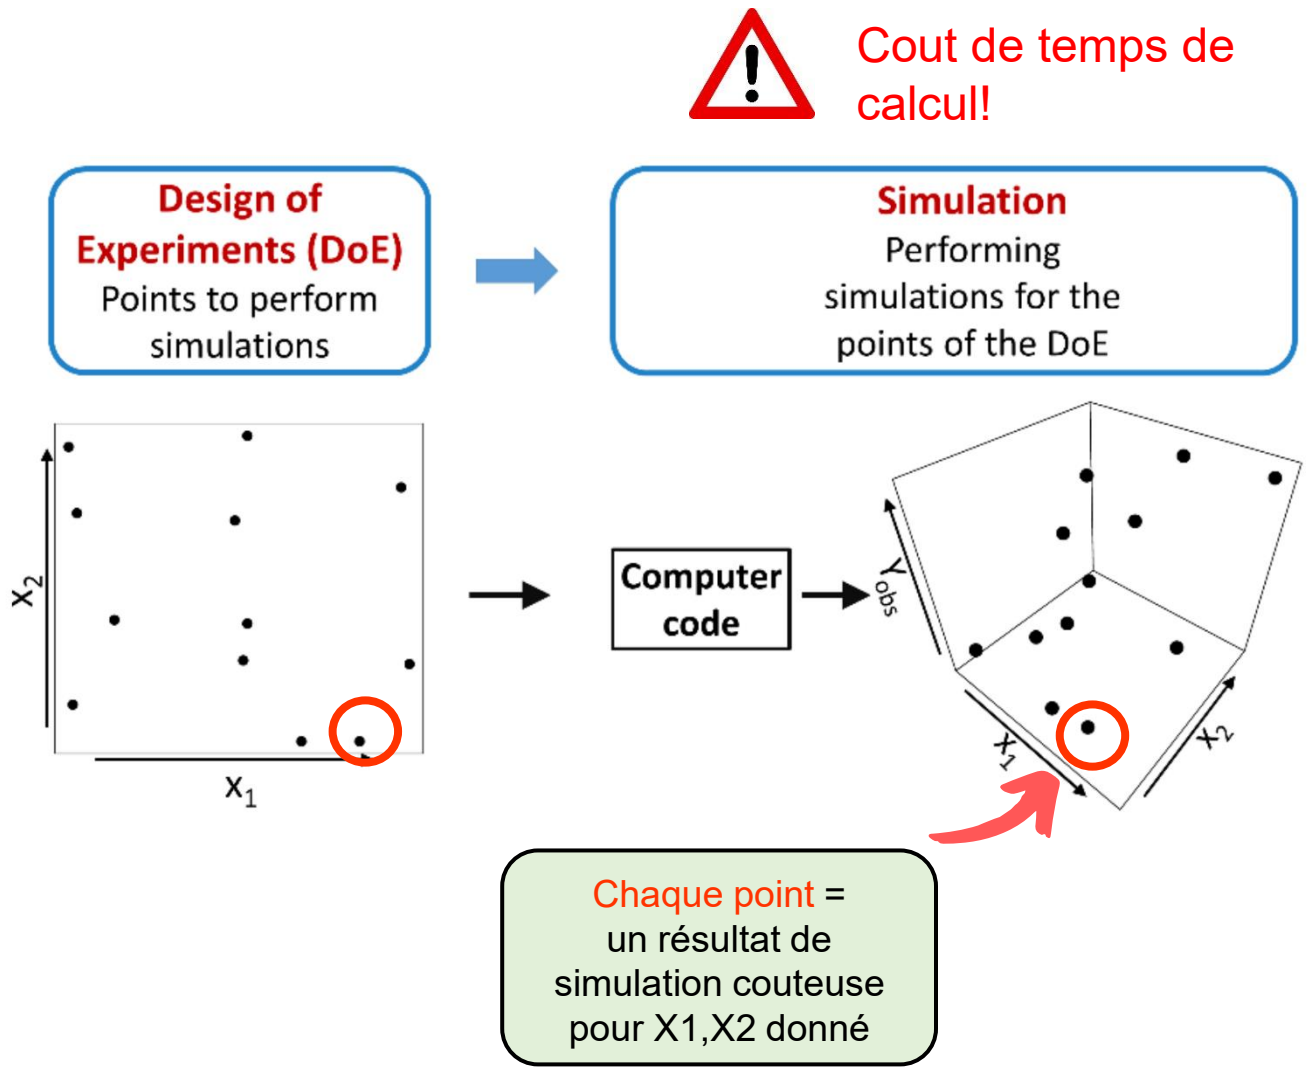 Cout de temps de
calcul!
Design of
Experiments (DoE)
Points to perform
simulations
Simulation
Performing
simulations for the
points of the DoE
X2
X1
Computer
code
Yobs
X1
X2
Chaque point =
un résultat de
simulation couteuse
pour X1,X2 donné